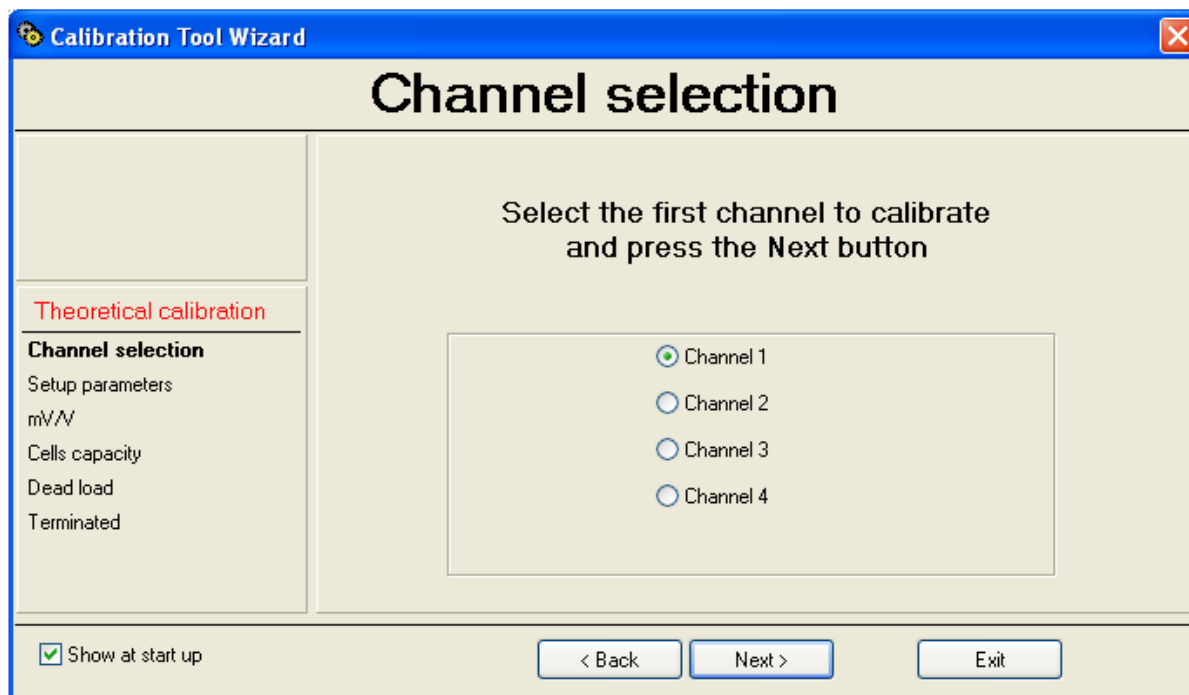 Calibration Tool Wizard
Channel selection
Select the first channel to calibrate
and press the Next button
Theoretical calibration
Channel selection
Setup parameters
mV/V
Cells capacity
Dead load
Terminated
Channel 1
Channel 2
Channel 3
Channel 4
Show at start up
< Back
Next >
Exit